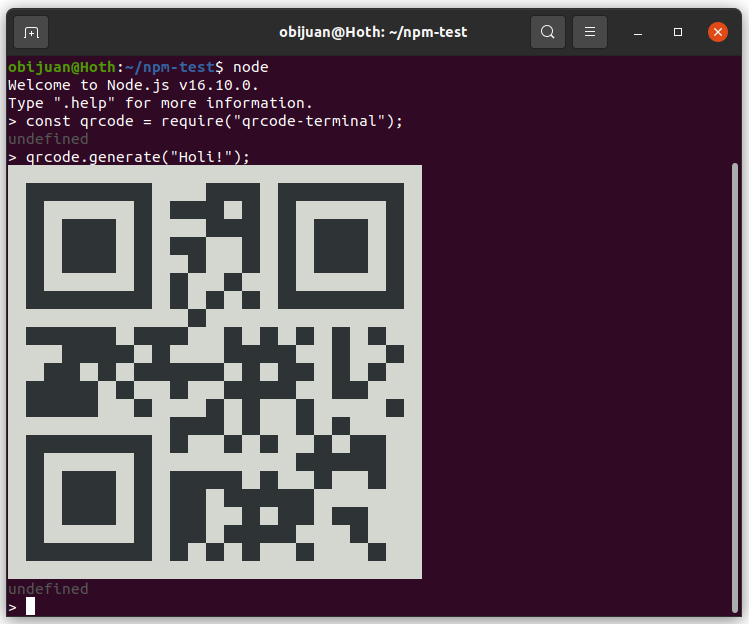 obijuan@Hoth: ~/npm-test
obijuan@Hoth:~/npm-test$ node
Welcome to Node.js v16.10.0.
Type ".help" for more information.
> const qrcode = require("qrcode-terminal");
undefined
> qrcode.generate("Holi!");
undefined
>